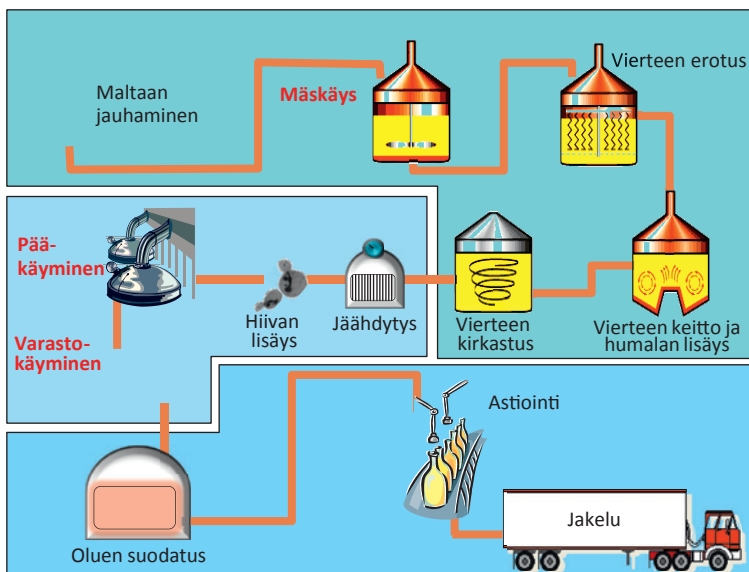 Maltaan
jauhaminen
Mäskäys
Vierteen erotus
Vierteen keitto ja
humalan lisäys
Vierteen
kirkastus
Jäähdytys
Hiivan
lisäys
Pää-
käyminen
Varasto-
käyminen
Oluen suodatus
Astiointi
Jakelu